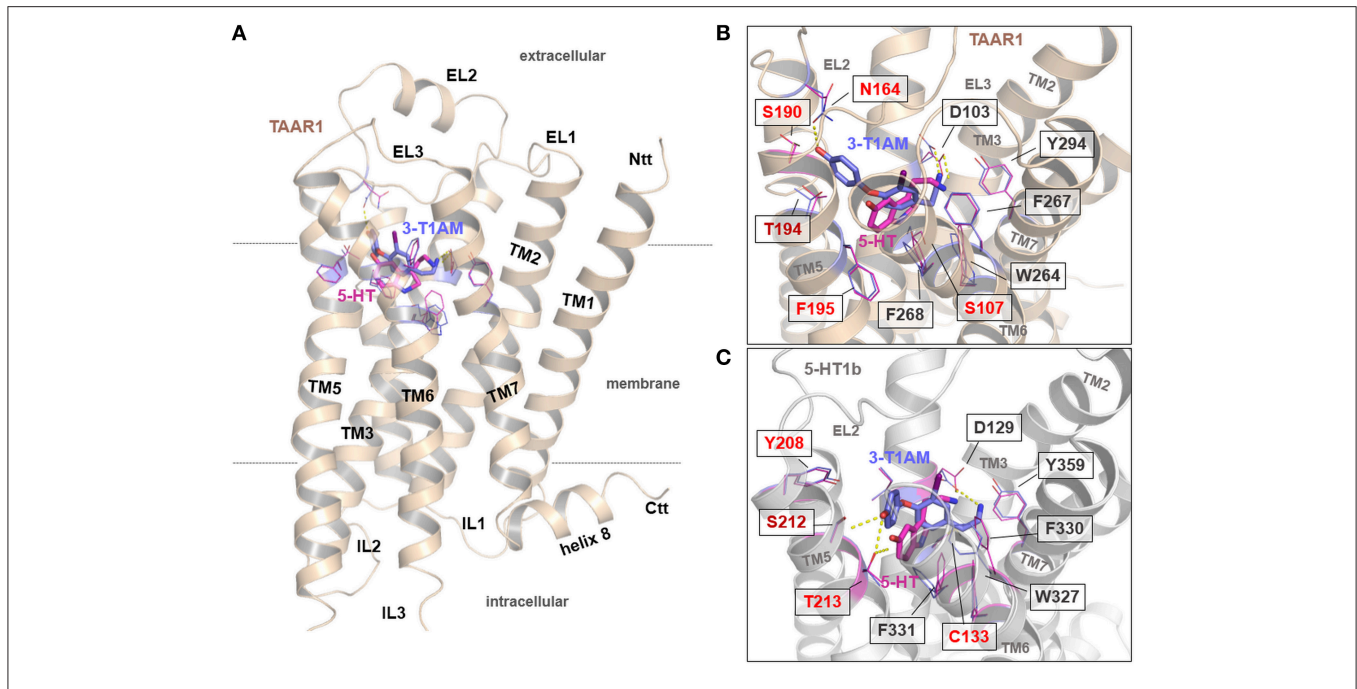 A
extracellular
EL2
TAAR1
EL1
EL3
Ntt
3-T1AM
TM2
5-HT
TM1
TM5
TM6
TM7
membrane
TM3
IL1
Ctt
helix 8
IL2
intracellular
IL3
B
TAAR1
EL2
EL3
TM2
N164
S190
D103
3-T1AM
TM3
Y294
F267
T194
5-HT
TM7
W264
TM5
F195
F268
S107
TM6
C
5-HT1b
TM2
EL2
D129
Y208
3-T1AM
TM3
Y359
S212
F330
TM5
TM7
5-HT
T213
W327
F331
C133
TM6